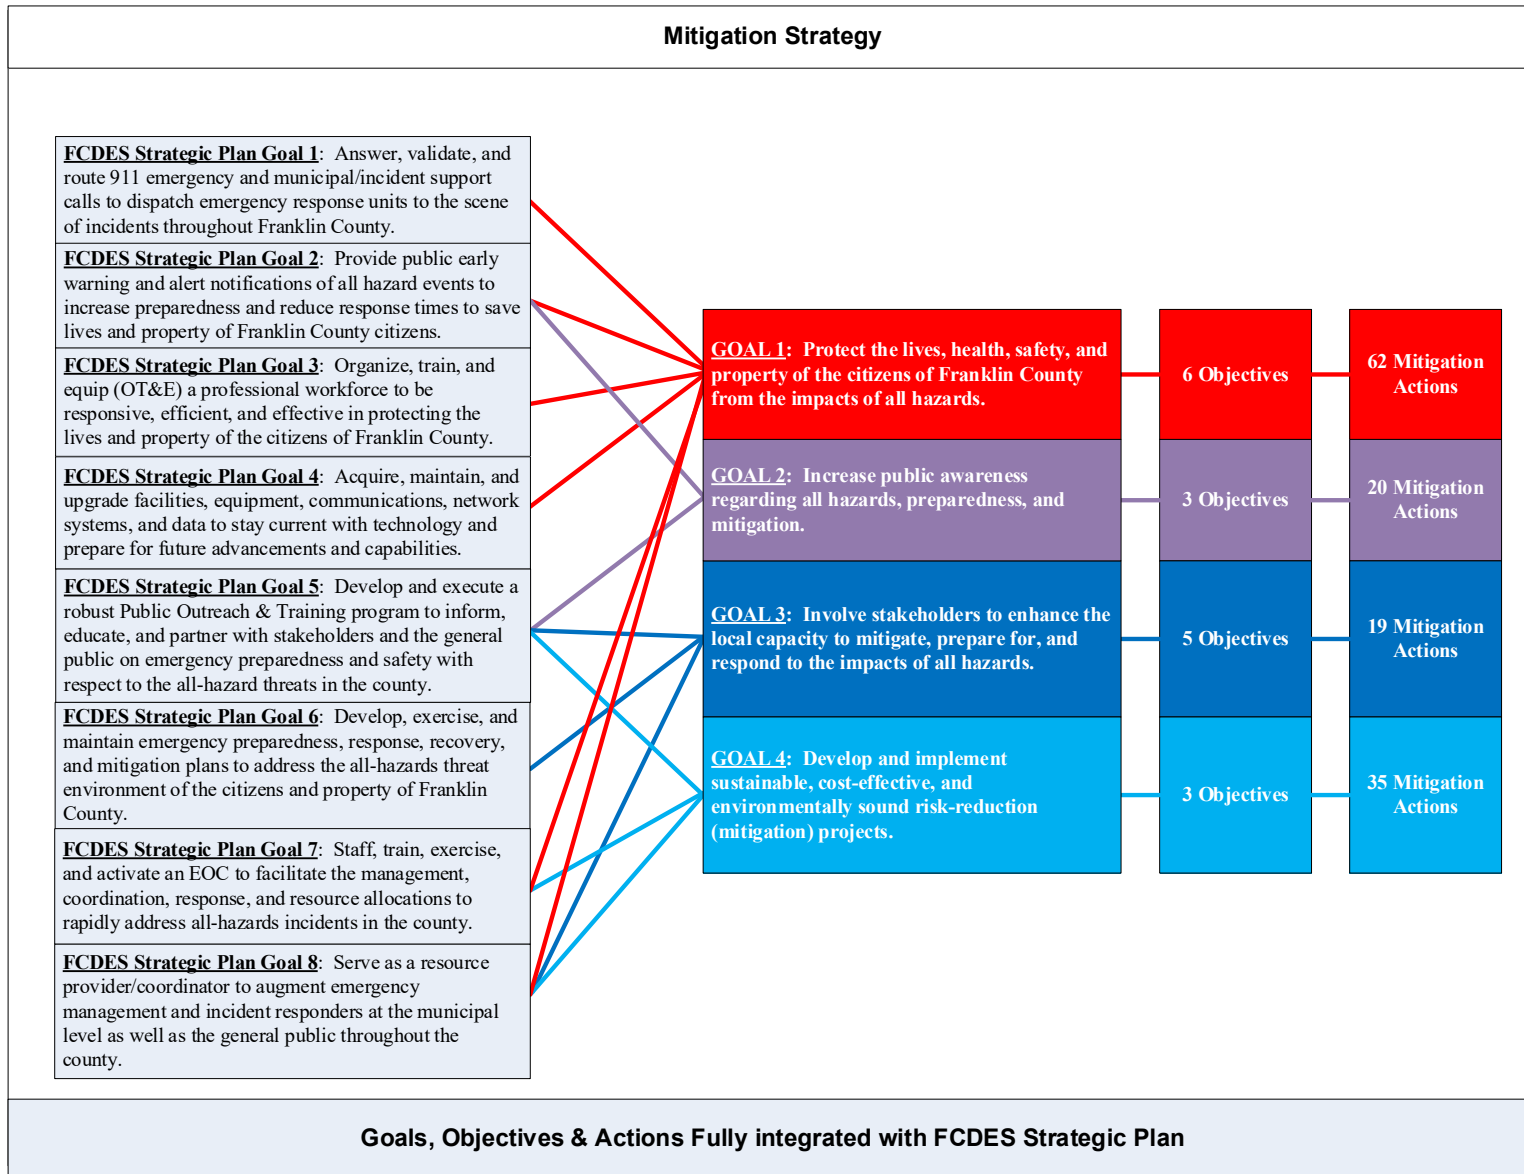 Mitigation Strategy
FCDES Strategic Plan Goal 1:  Answer, validate, and
route 911 emergency and municipal/incident support
calls to dispatch emergency response units to the scene
of incidents throughout Franklin County.
FCDES Strategic Plan Goal 2:  Provide public early
warning and alert notifications of all hazard events to
increase preparedness and reduce response times to save
lives and property of Franklin County citizens.
FCDES Strategic Plan Goal 3:  Organize, train, and
equip (OT&E) a professional workforce to be
responsive, efficient, and effective in protecting the
lives and property of the citizens of Franklin County.
FCDES Strategic Plan Goal 4:  Acquire, maintain, and
upgrade facilities, equipment, communications, network
systems, and data to stay current with technology and
prepare for future advancements and capabilities.
FCDES Strategic Plan Goal 5:  Develop and execute a
robust Public Outreach & Training program to inform,
educate, and partner with stakeholders and the general
public on emergency preparedness and safety with
respect to the all-hazard threats in the county.
FCDES Strategic Plan Goal 6:  Develop, exercise, and
maintain emergency preparedness, response, recovery,
and mitigation plans to address the all-hazards threat
environment of the citizens and property of Franklin
County.
FCDES Strategic Plan Goal 7:  Staff, train, exercise,
and activate an EOC to facilitate the management,
coordination, response, and resource allocations to
rapidly address all-hazards incidents in the county.
FCDES Strategic Plan Goal 8:  Serve as a resource
provider/coordinator to augment emergency
management and incident responders at the municipal
level as well as the general public throughout the
county.
GOAL 1:  Protect the lives, health, safety, and
property of the citizens of Franklin County
from the impacts of all hazards.
6 Objectives
62 Mitigation
Actions
GOAL 2:  Increase public awareness
regarding all hazards, preparedness, and
mitigation.
3 Objectives
20 Mitigation
Actions
GOAL 3:  Involve stakeholders to enhance the
local capacity to mitigate, prepare for, and
respond to the impacts of all hazards.
5 Objectives
19 Mitigation
Actions
GOAL 4:  Develop and implement
sustainable, cost-effective, and
environmentally sound risk-reduction
(mitigation) projects.
3 Objectives
35 Mitigation
Actions
Goals, Objectives & Actions Fully integrated with FCDES Strategic Plan